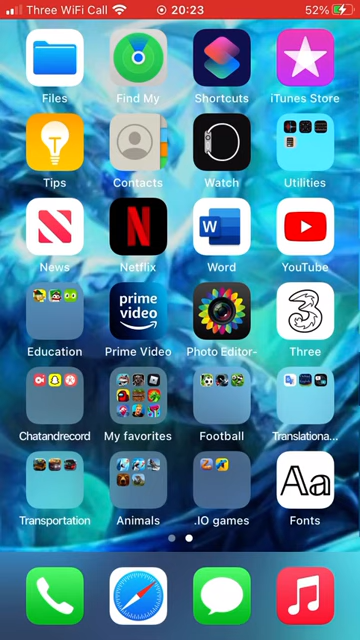 Three WiFi Call 20:23 52%
Files Find My Shortcuts iTunes Store
Tips Contacts Watch Utilities
News Netflix Word YouTube
Education Prime Video Photo Editor- Three
Chatandrecord My favorites Football Translationa...
Transportation Animals .IO games Fonts
N
W
prime
video
3
Aa